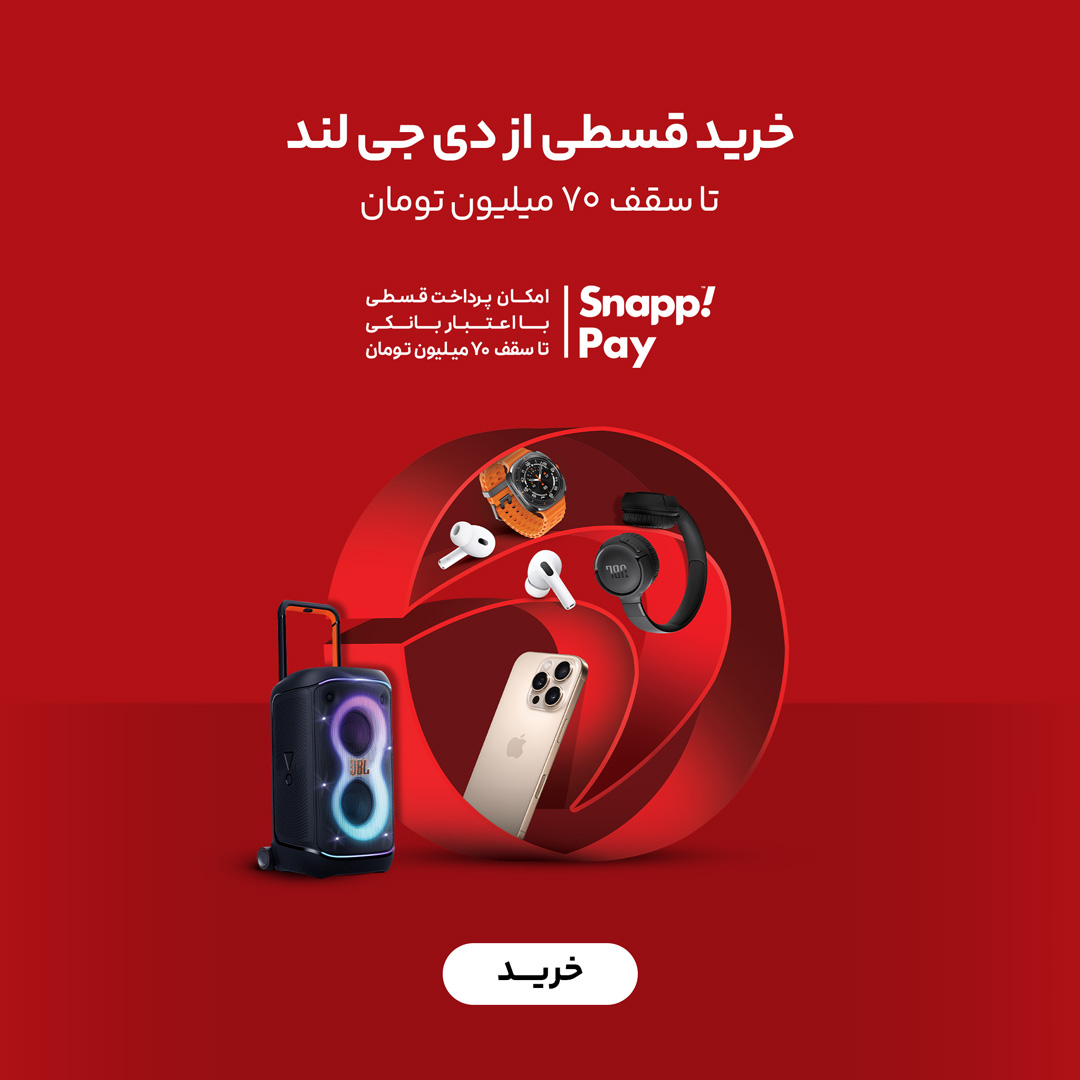 خرید قسطی از دی جی لند
تا سقف ۷۰ میلیون تومان
Snapp!
Pay
امکان پرداخت قسطی
با اعتبار بانکی
تا سقف ۷۰ میلیون تومان
JBL
JBL
خرید